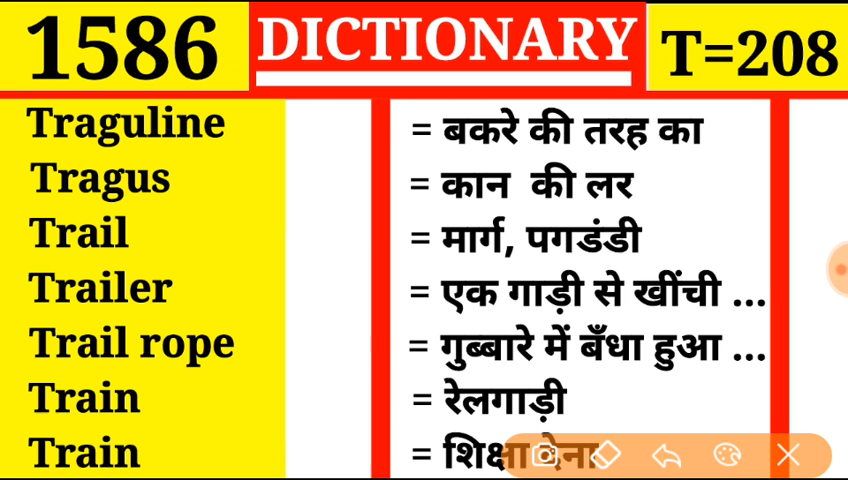 1586 DICTIONARY T=208
Traguline = बकरे की तरह का
Tragus = कान की लर
Trail = मार्ग, पगडंडी
Trailer = एक गाड़ी से खींची ...
Trail rope = गुब्बारे में बँधा हुआ ...
Train = रेलगाड़ी
Train = शिक्षा देना